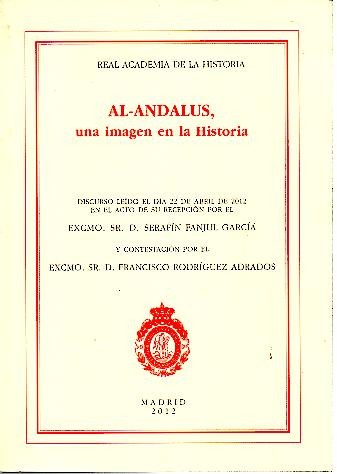 REAL ACADEMIA DE LA HISTORIA
AL-ANDALUS,
una imagen en la Historia
DISCURSO LEÍDO EL DÍA 22 DE ABRIL DE 2012
EN EL ACTO DE SU RECEPCIÓN POR EL
EXCMO. SR. D. SERAFÍN FANJUL GARCÍA
Y CONTESTACIÓN POR EL
EXCMO. SR. D. FRANCISCO RODRÍGUEZ ADRADOS
MADRID
2012